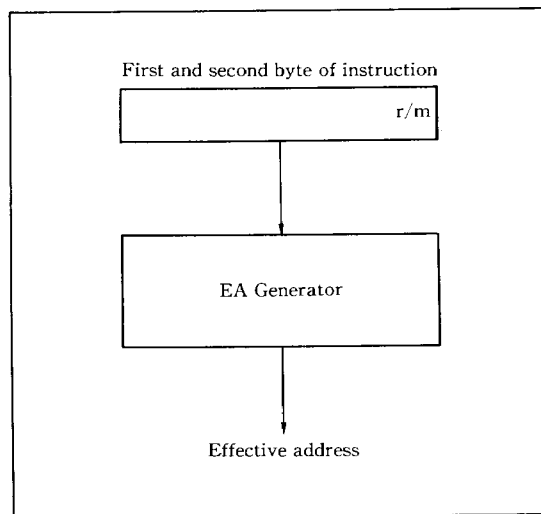 First and second byte of instruction
r/m
EA Generator
Effective address